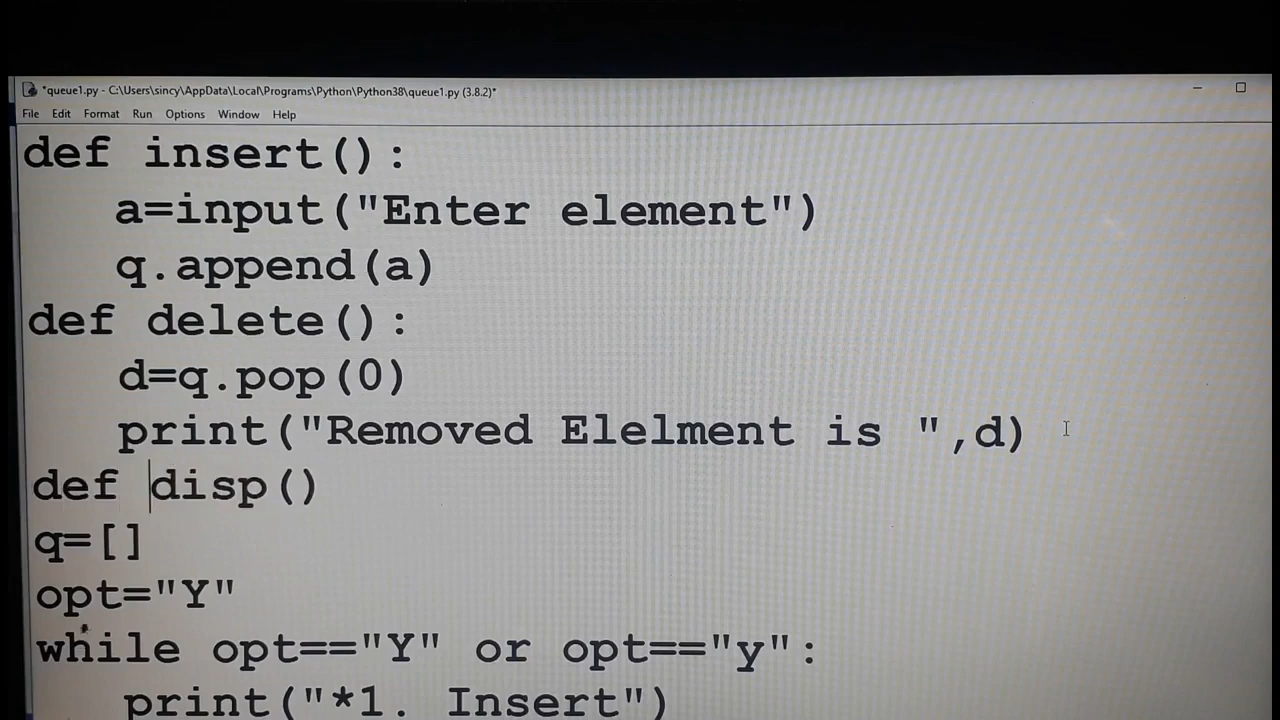 *queue1.py - C:\Users\sincy\AppData\Local\Programs\Python\Python38\queue1.py (3.8.2)*
File Edit Format Run Options Window Help
def insert():
    a=input("Enter element")
    q.append(a)
def delete():
    d=q.pop(0)
    print("Removed Elelment is ",d)
def disp()
q=[]
opt="Y"
while opt=="Y" or opt=="y":
    print("*1. Insert")